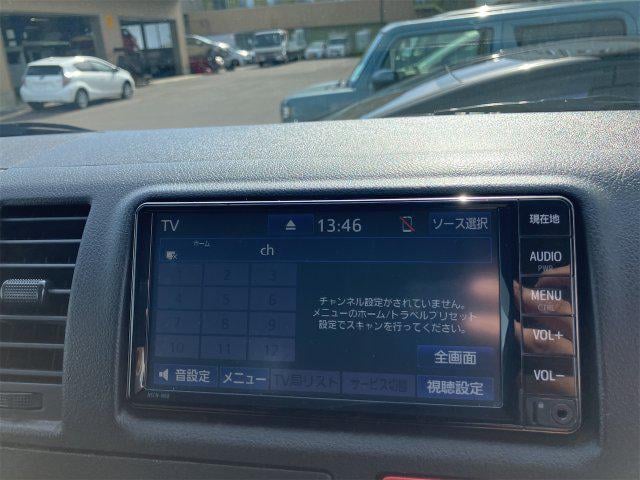 TV
13:46
ソース選択
ホーム
ch
2
5 6
7 8 9
10 11 12
チャンネル設定がされていません。
メニューのホーム/トラベルプリセット
設定でスキャンを行ってください。
全画面
音設定 メニュー TV局リスト サービス切替 視聴設定
現在地
AUDIO
PWR
MENU
CTRL
VOL+
VOL-